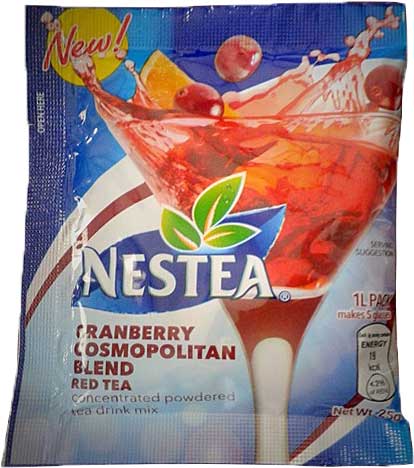 New!
OPEN HERE
SERVING
SUGGESTION
NESTEA®
1L PACK
makes 5 glasses
CRANBERRY
COSMOPOLITAN
BLEND
RED TEA
concentrated powdered
tea drink mix
ENERGY
kcal
Net Wt. 25g